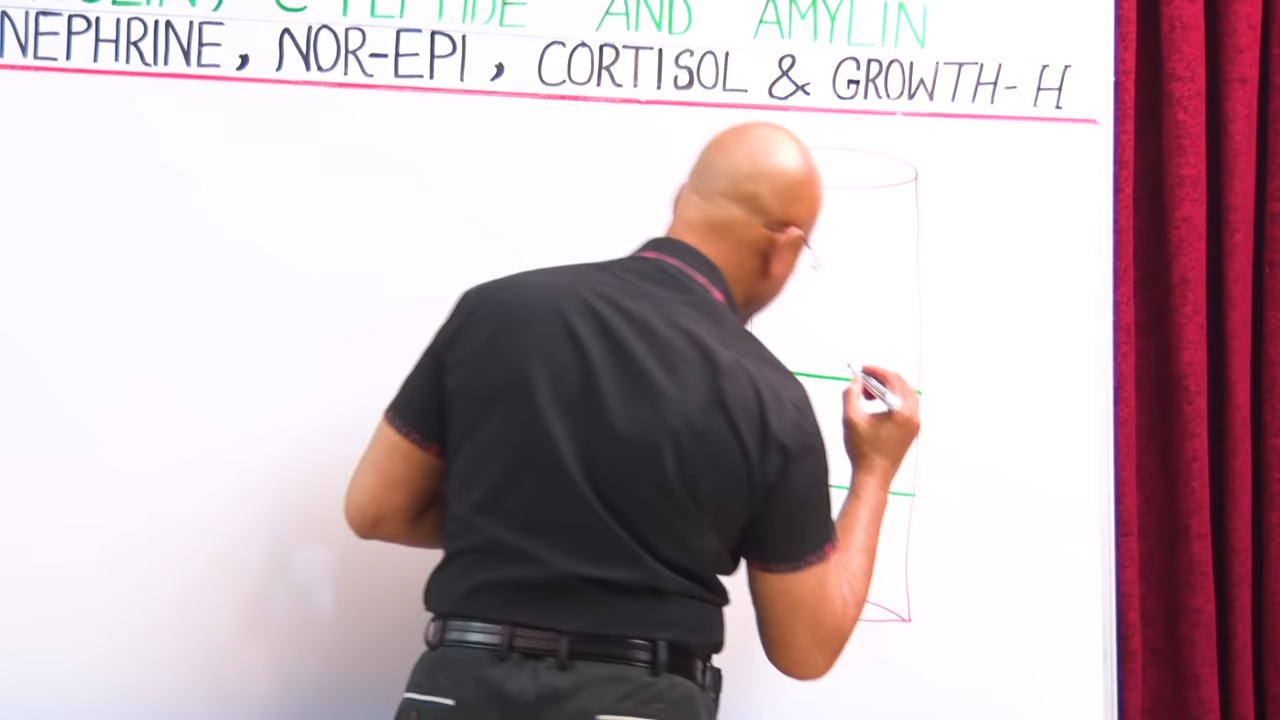 C-PEPTIDE AND AMYLIN
NEPHRINE, NOR-EPI, CORTISOL & GROWTH-H